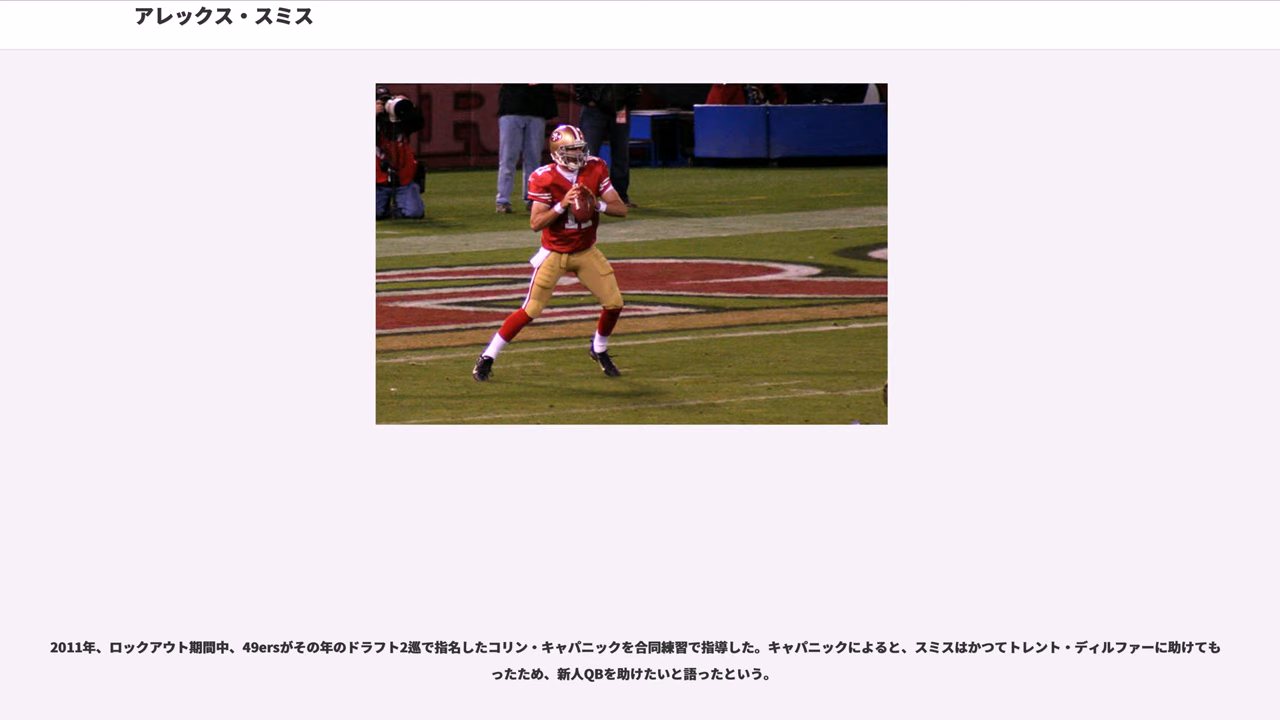 アレックス・スミス
2011年、ロックアウト期間中、49ersがその年のドラフト2巡で指名したコリン・キャパニックを合同練習で指導した。キャパニックによると、スミスはかつてトレント・ディルファーに助けても
ったため、新人QBを助けたいと語ったという。